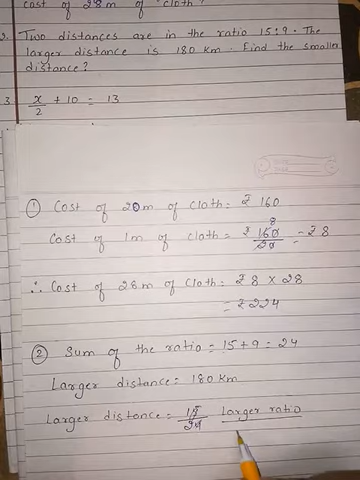 cost of 28m of cloth?
2. Two distances are in the ratio 15:9. The
larger distance is 180 km. Find the smaller
distance?
3. x/2 + 10 = 13
① Cost of 20m of cloth = ₹ 160
Cost of 1m of cloth = ₹ 160/20 = ₹ 8
8
∴ Cost of 28m of cloth = ₹ 8 × 28
= ₹ 224
② Sum of the ratio = 15 + 9 = 24
Larger distance = 180 Km
Larger distance = 15/24 Larger ratio